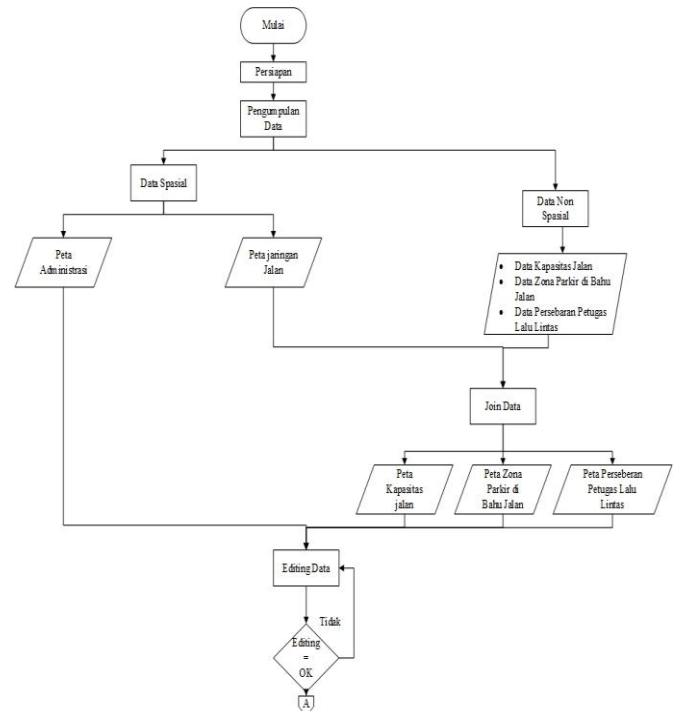 Mulai
Persiapan
Pengumpulan
Data
Data Spasial
Data Non
Spasial
Peta
Administrasi
Peta jaringan
Jalan
• Data Kapasitas Jalan
• Data Zona Parkir di Bahu
Jalan
• Data Persebaran Petugas
Lalu Lintas
Join Data
Peta
Kapasitas
jalan
Peta Zona
Parkir di
Bahu Jalan
Peta Perseberan
Petugas Lalu
Lintas
Editing Data
Tidak
Editing
=
OK
A